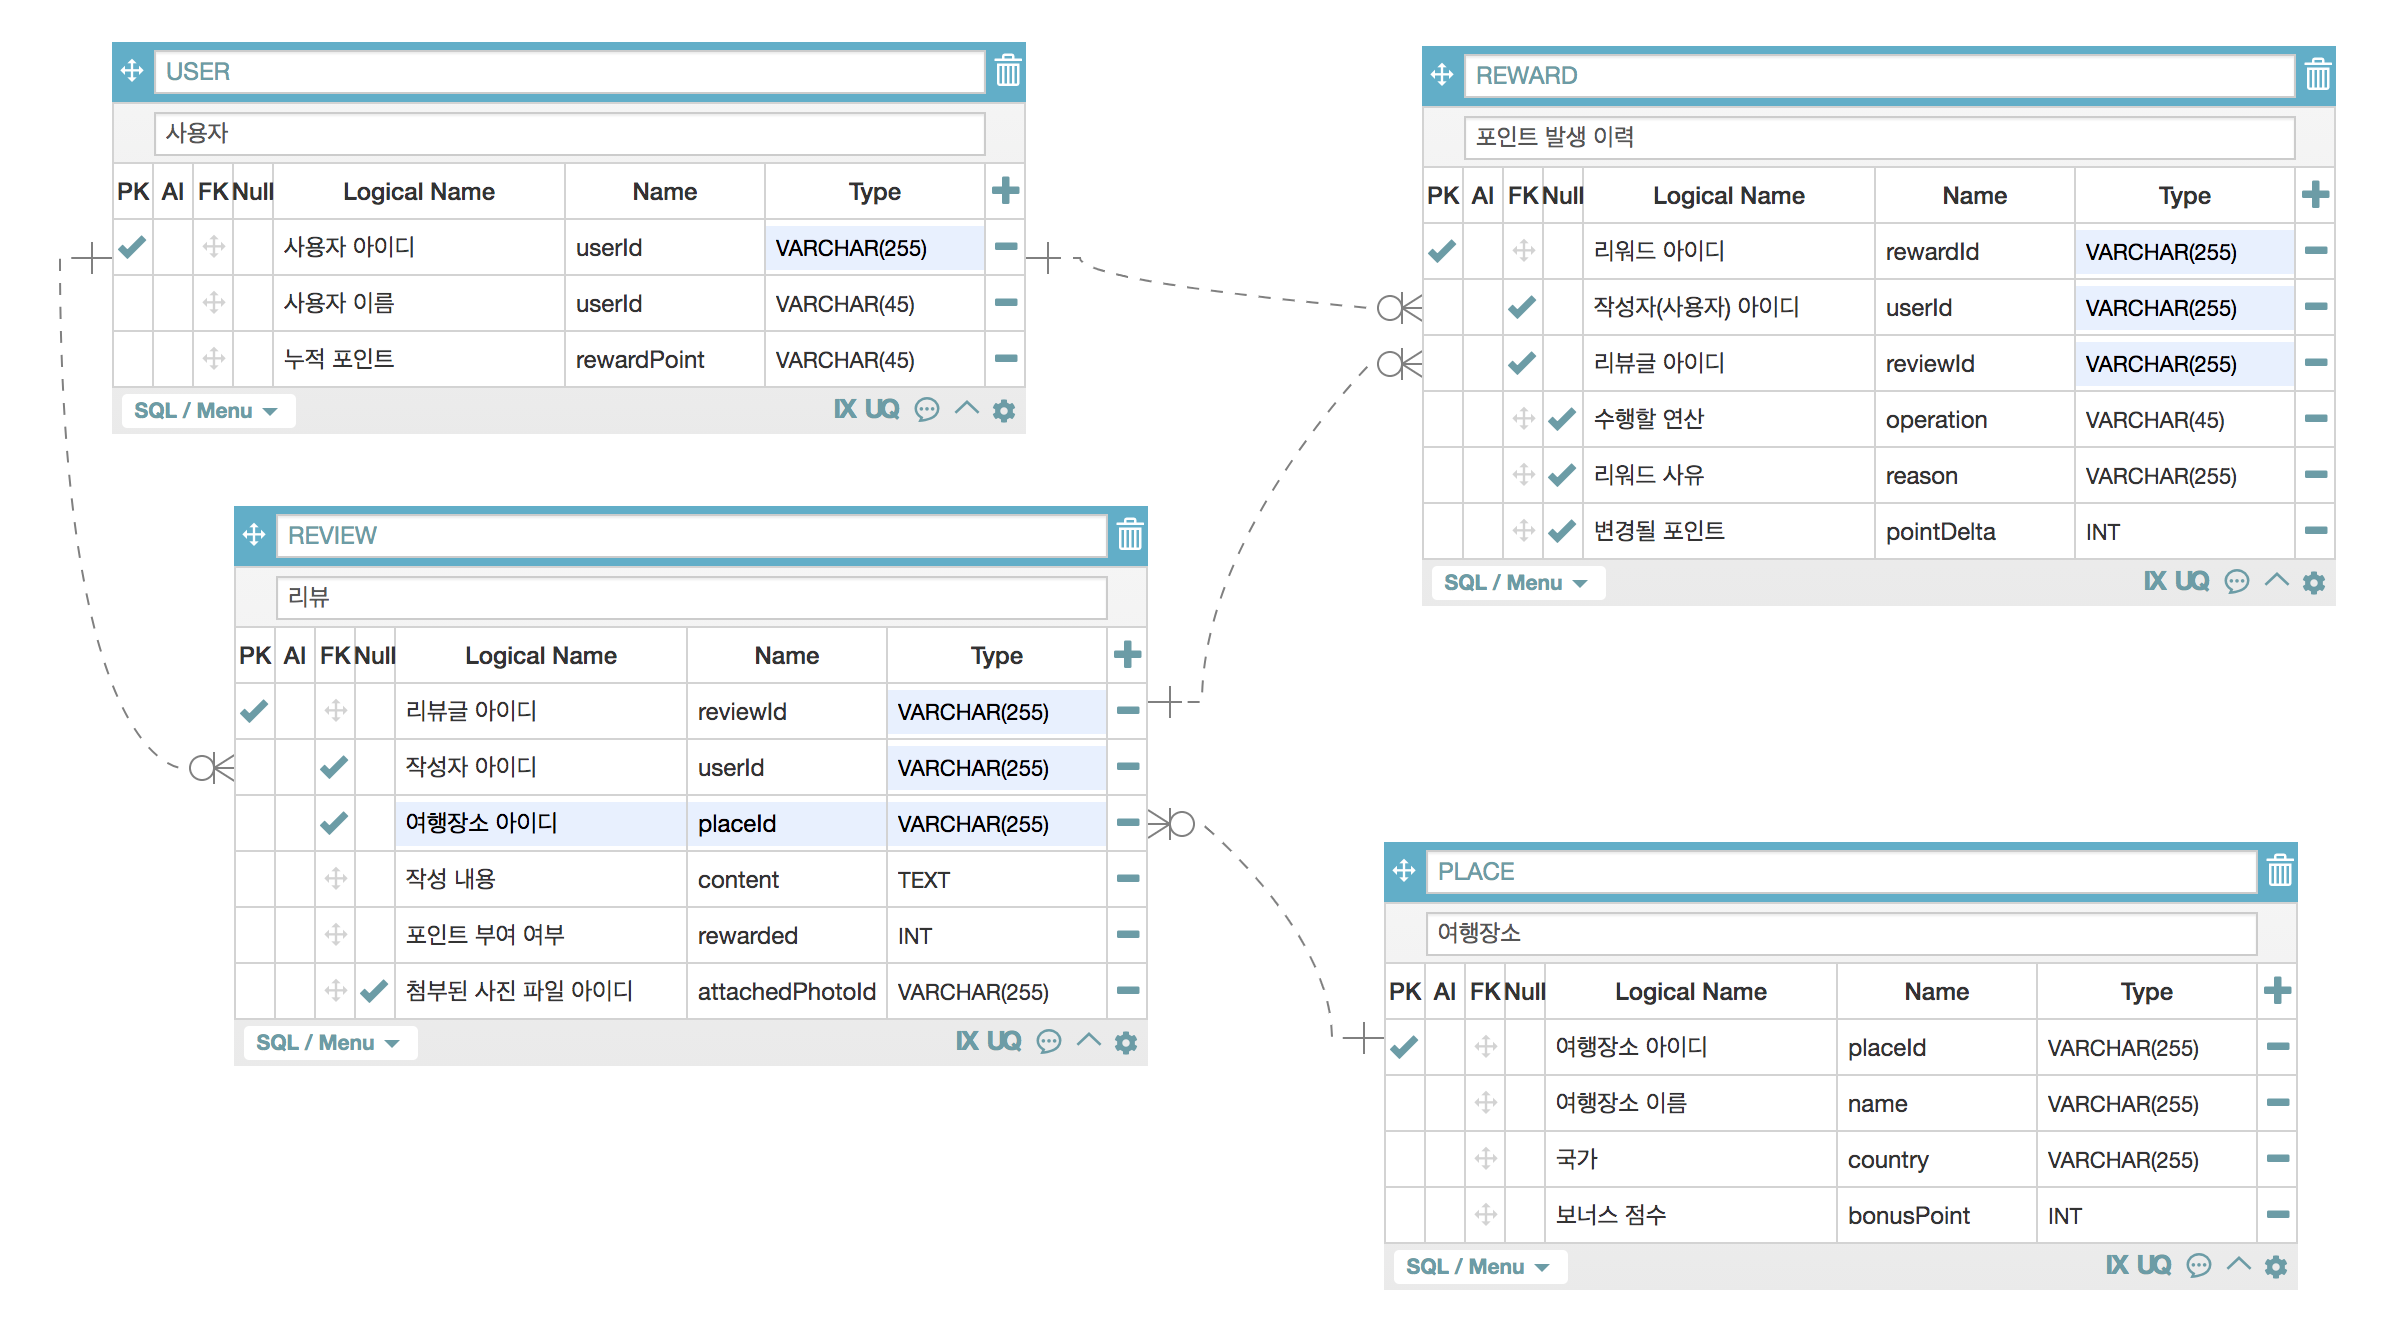 USER
사용자
PK AI FK Null Logical Name Name Type
사용자 아이디 userId VARCHAR(255)
사용자 이름 userId VARCHAR(45)
누적 포인트 rewardPoint VARCHAR(45)
SQL / Menu IX UQ
REWARD
포인트 발생 이력
PK AI FK Null Logical Name Name Type
리워드 아이디 rewardId VARCHAR(255)
작성자(사용자) 아이디 userId VARCHAR(255)
리뷰글 아이디 reviewId VARCHAR(255)
수행할 연산 operation VARCHAR(45)
리워드 사유 reason VARCHAR(255)
변경될 포인트 pointDelta INT
SQL / Menu IX UQ
REVIEW
리뷰
PK AI FK Null Logical Name Name Type
리뷰글 아이디 reviewId VARCHAR(255)
작성자 아이디 userId VARCHAR(255)
여행장소 아이디 placeId VARCHAR(255)
작성 내용 content TEXT
포인트 부여 여부 rewarded INT
첨부된 사진 파일 아이디 attachedPhotoId VARCHAR(255)
SQL / Menu IX UQ
PLACE
여행장소
PK AI FK Null Logical Name Name Type
여행장소 아이디 placeId VARCHAR(255)
여행장소 이름 name VARCHAR(255)
국가 country VARCHAR(255)
보너스 점수 bonusPoint INT
SQL / Menu IX UQ